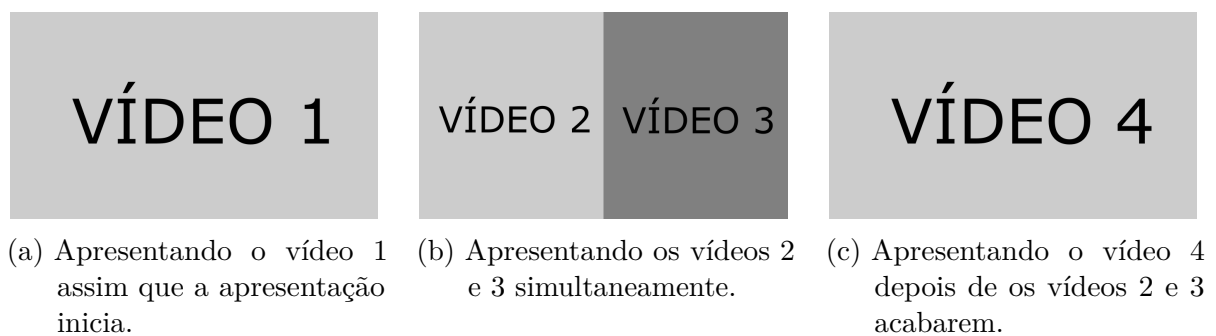 VÍDEO 1
VÍDEO 2
VÍDEO 3
VÍDEO 4
(a) Apresentando o vídeo 1
assim que a apresentação
inicia.
(b) Apresentando os vídeos 2
e 3 simultaneamente.
(c) Apresentando o vídeo 4
depois de os vídeos 2 e 3
acabarem.